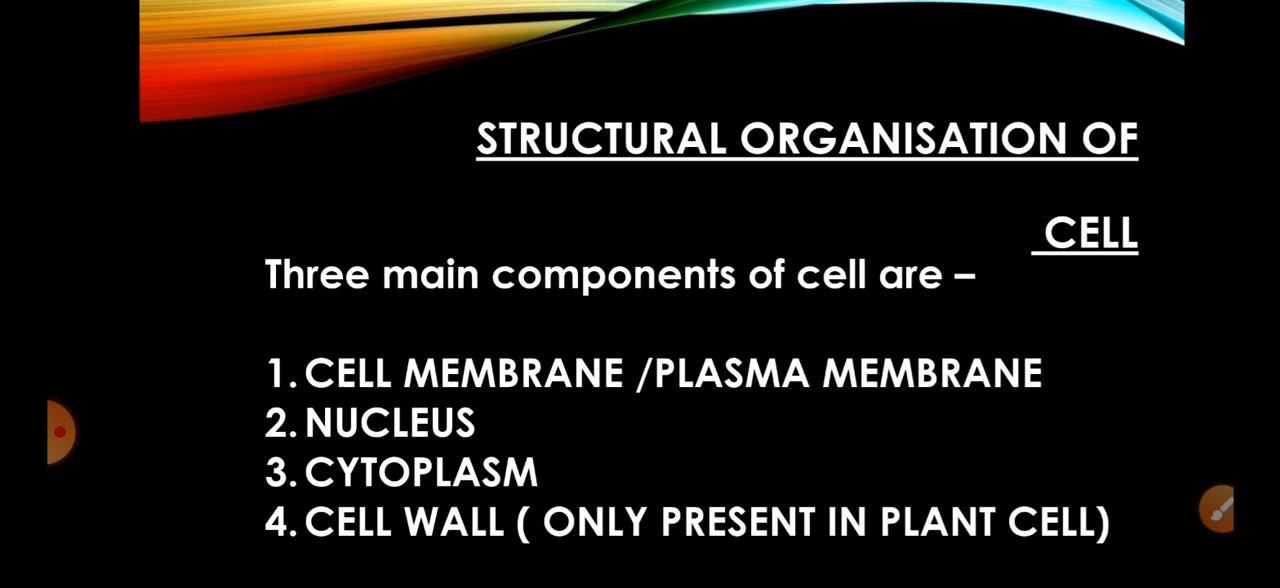 STRUCTURAL ORGANISATION OF
CELL
Three main components of cell are –
1. CELL MEMBRANE /PLASMA MEMBRANE
2. NUCLEUS
3. CYTOPLASM
4. CELL WALL ( ONLY PRESENT IN PLANT CELL)